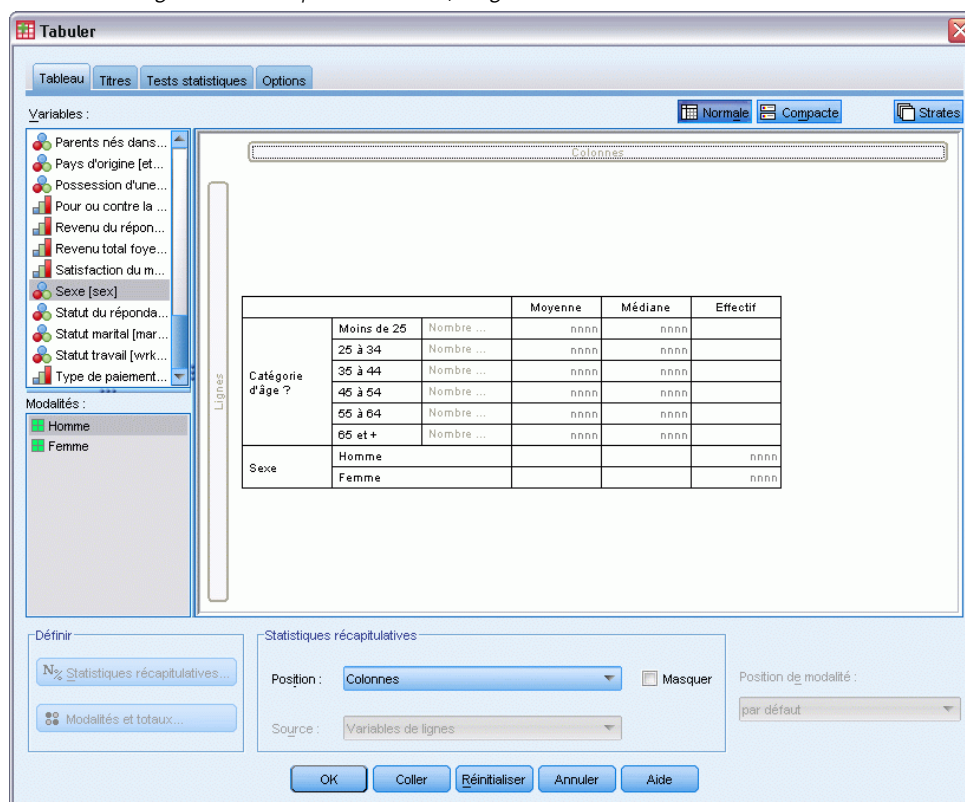 Tabuler
Tableau Titres Tests statistiques Options
Variables :
Normale Compacte Strates
Parents nés dans...
Pays d'origine [et...
Possession d'une...
Pour ou contre la ...
Revenu du répon...
Revenu total foye...
Satisfaction du m...
Sexe [sex]
Statut du réponda...
Statut marital [mar...
Statut travail [wrk...
Type de paiement...
Modalités :
Homme
Femme
Colonnes
Lignes
Moyenne Médiane Effectif
Catégorie d'âge ?
Moins de 25 Nombre ... nnnn nnnn
25 à 34 Nombre ... nnnn nnnn
35 à 44 Nombre ... nnnn nnnn
45 à 54 Nombre ... nnnn nnnn
55 à 64 Nombre ... nnnn nnnn
65 et + Nombre ... nnnn nnnn
Sexe
Homme nnnn
Femme nnnn
Définir
N% Statistiques récapitulatives...
Modalités et totaux...
Statistiques récapitulatives
Position : Colonnes Masquer
Source : Variables de lignes
Position de modalité :
par défaut
OK Coller Réinitialiser Annuler Aide